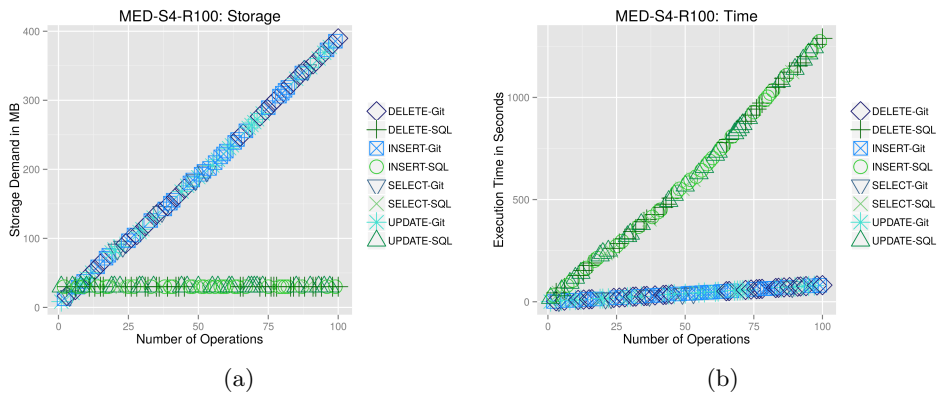 MED-S4-R100: Storage
400
300
200
100
0
Storage Demand in MB
0 25 50 75 100
Number of Operations
DELETE-Git
DELETE-SQL
INSERT-Git
INSERT-SQL
SELECT-Git
SELECT-SQL
UPDATE-Git
UPDATE-SQL
(a)
MED-S4-R100: Time
1000
500
0
Execution Time in Seconds
0 25 50 75 100
Number of Operations
DELETE-Git
DELETE-SQL
INSERT-Git
INSERT-SQL
SELECT-Git
SELECT-SQL
UPDATE-Git
UPDATE-SQL
(b)